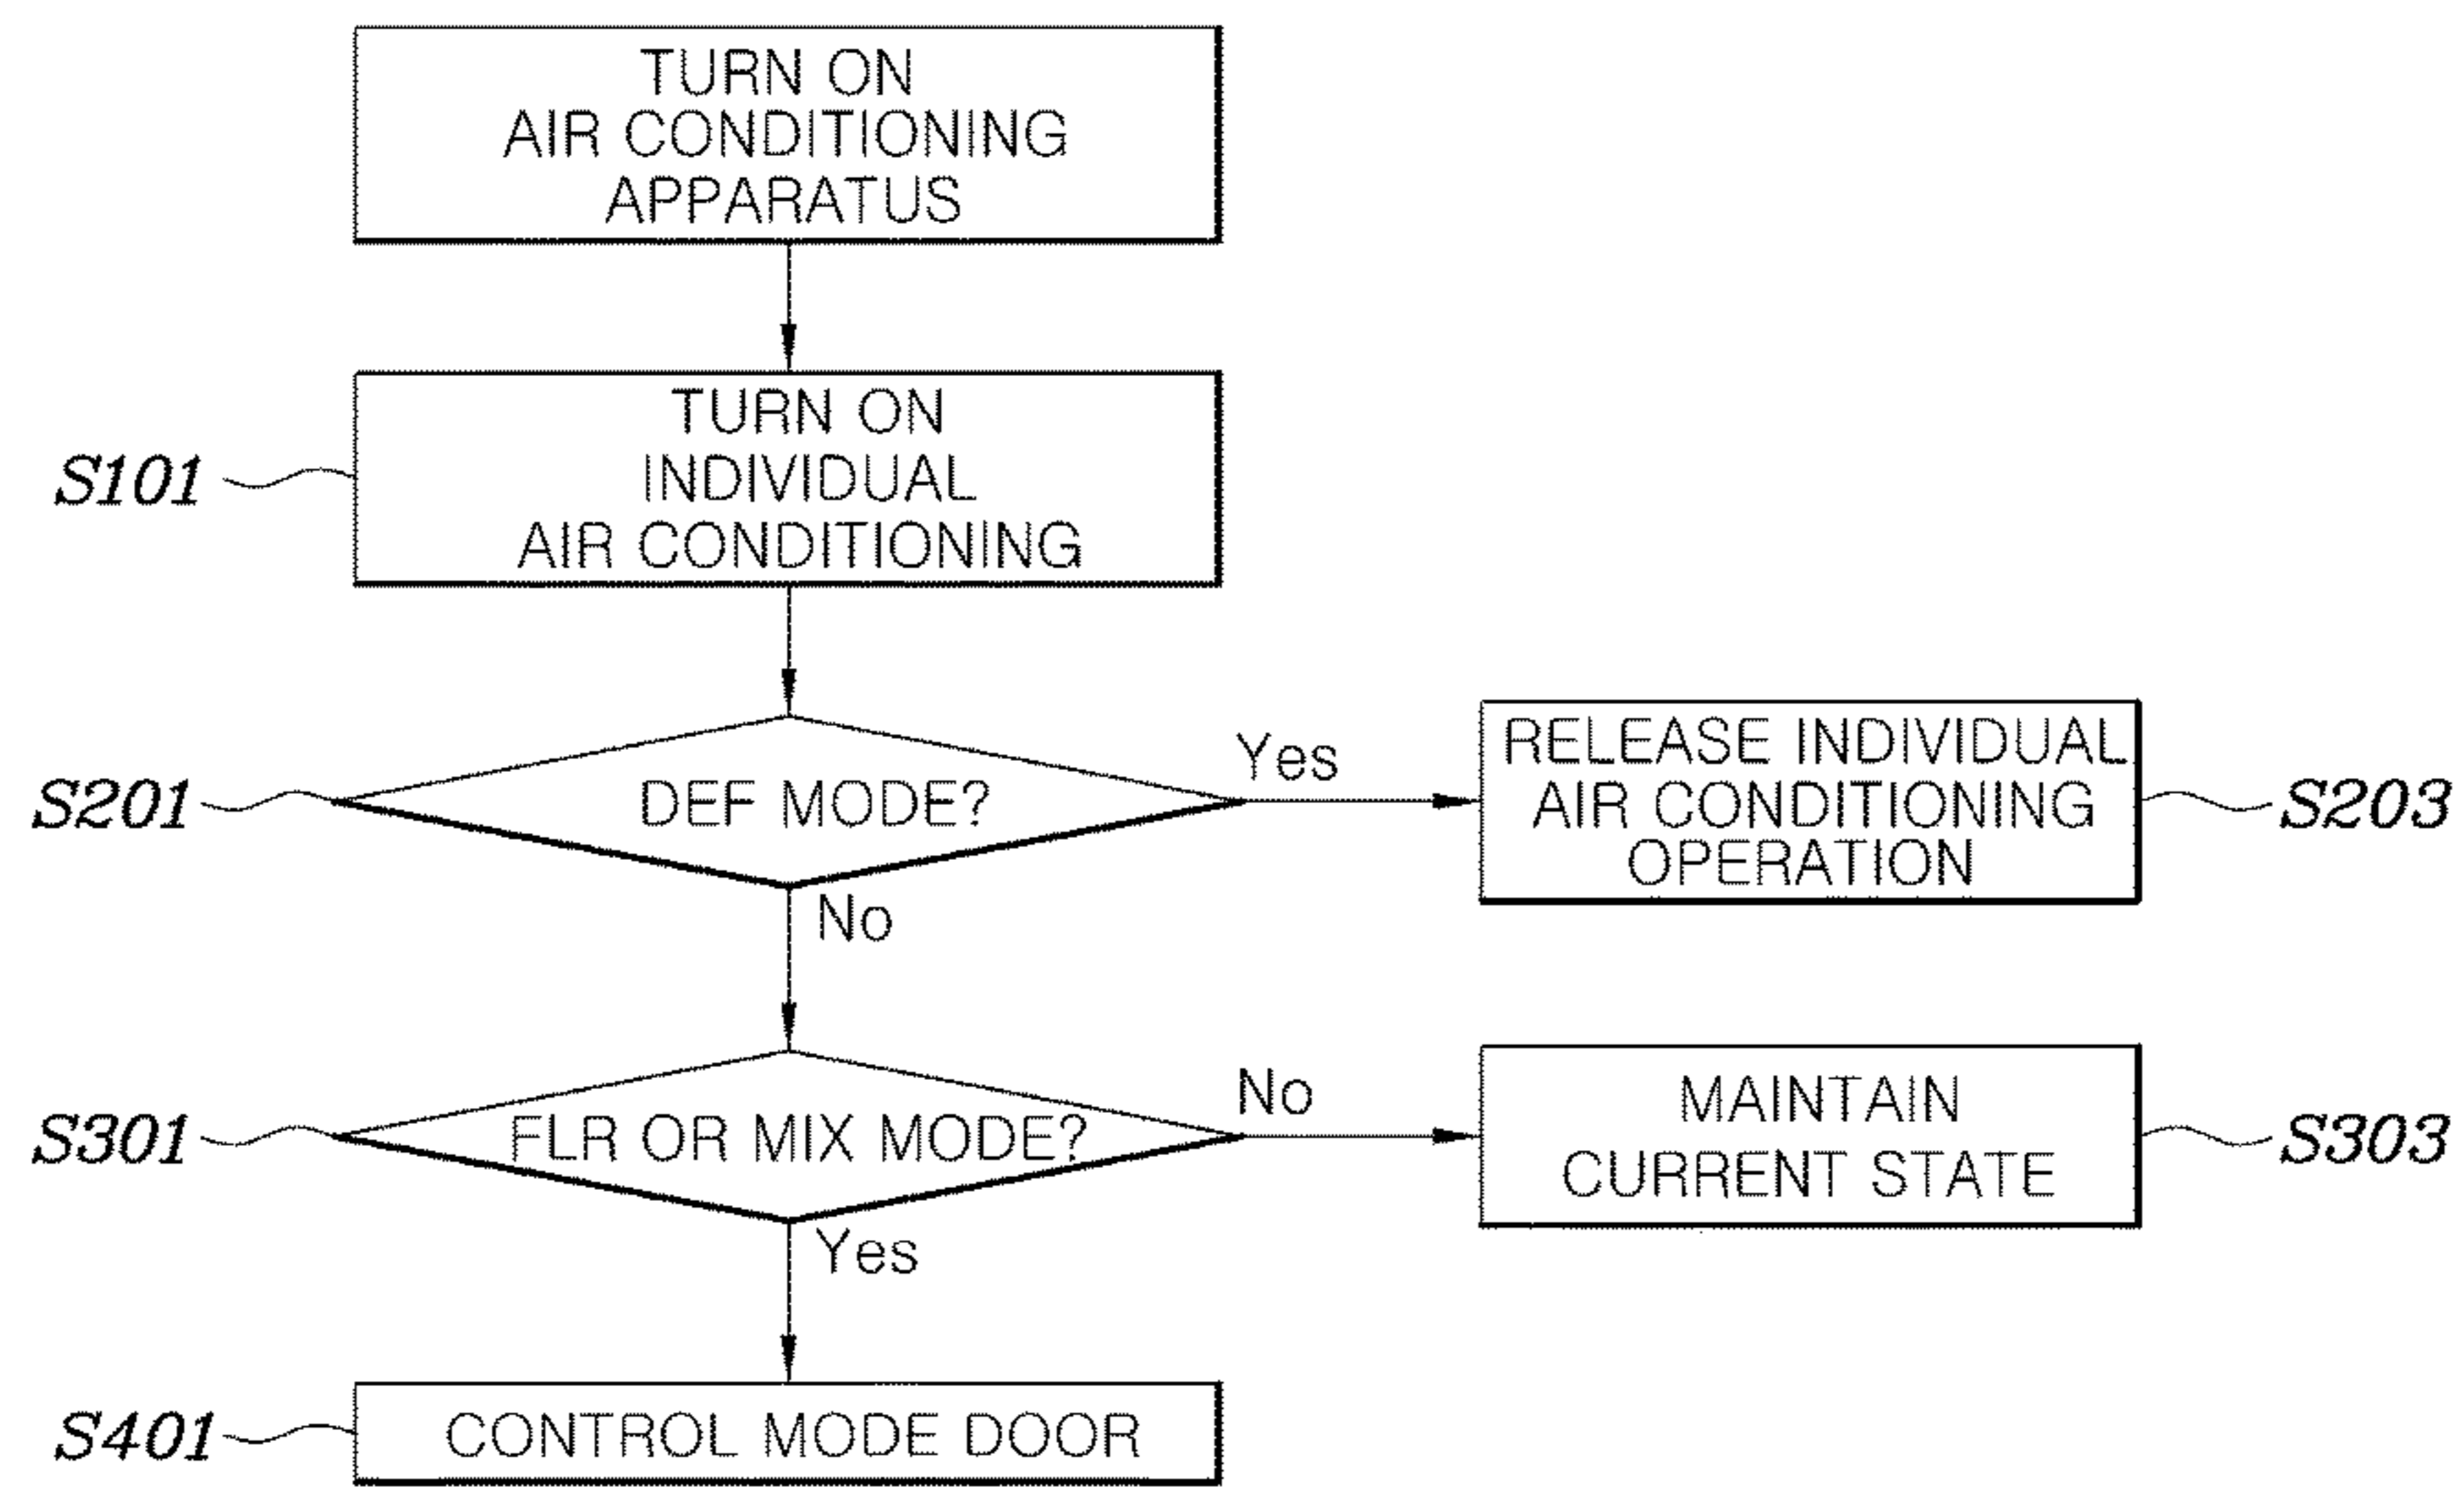 TURN ON
AIR CONDITIONING
APPARATUS
S101
TURN ON
INDIVIDUAL
AIR CONDITIONING
S201
DEF MODE?
Yes
RELEASE INDIVIDUAL
AIR CONDITIONING
OPERATION
S203
No
S301
FLR OR MIX MODE?
No
MAINTAIN
CURRENT STATE
S303
Yes
S401
CONTROL MODE DOOR